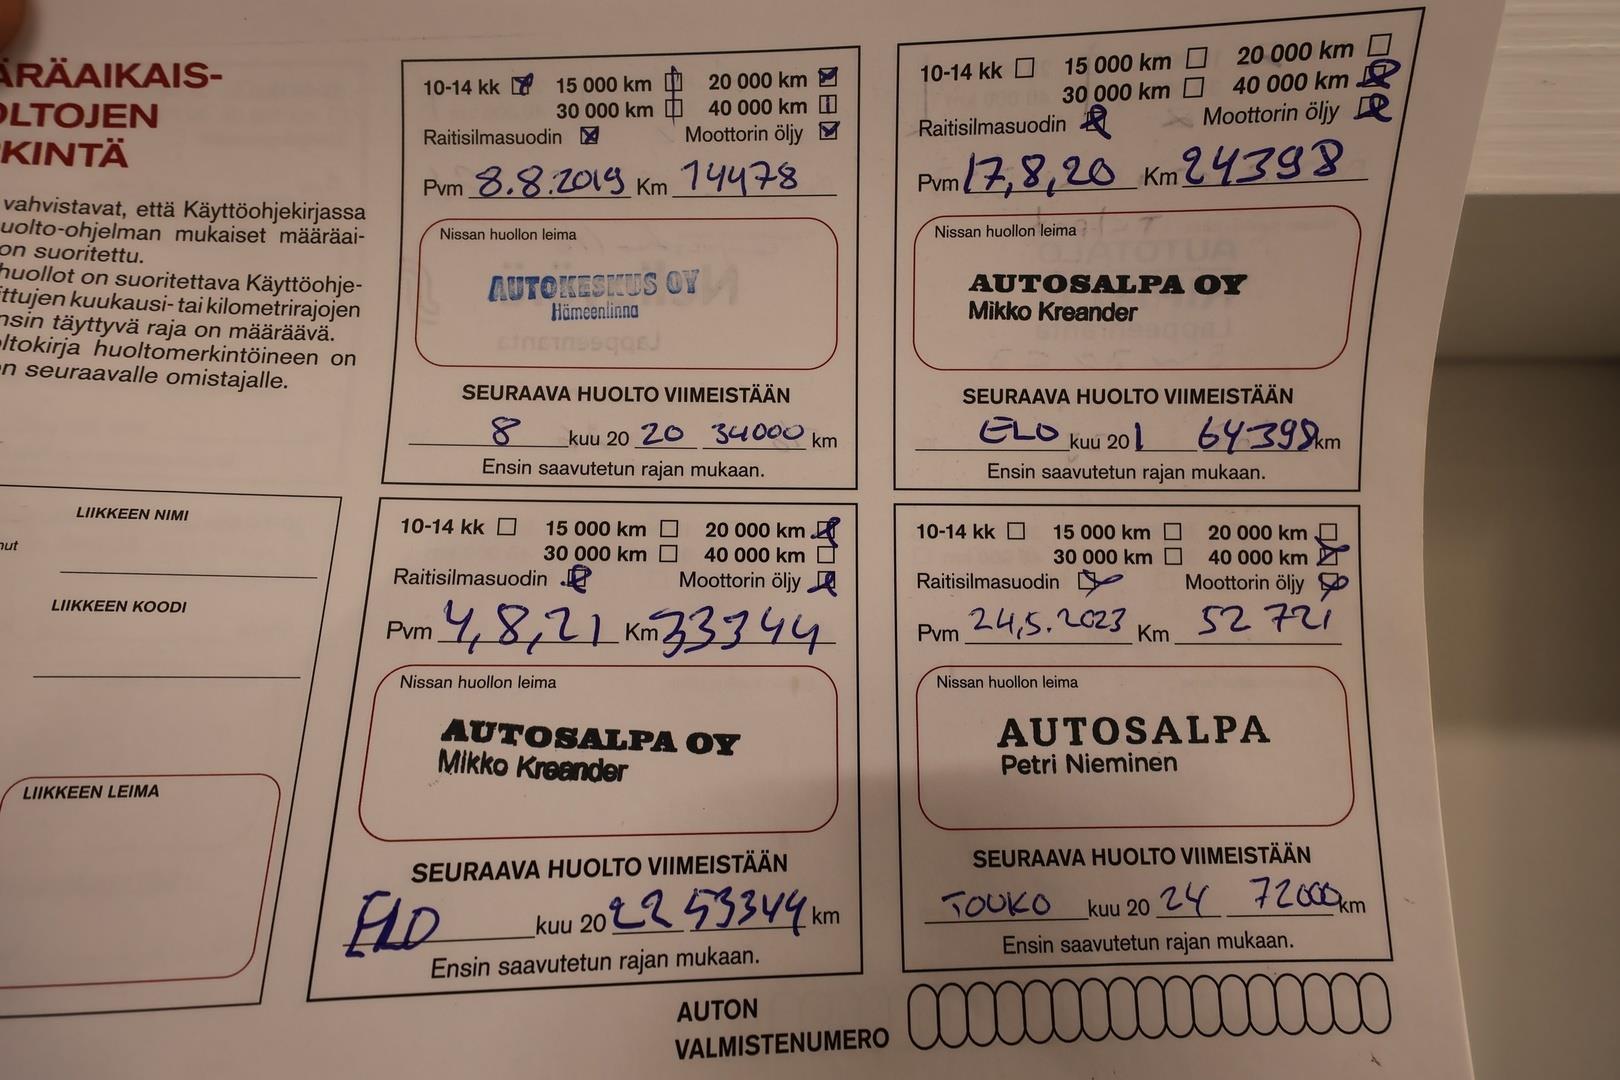 ÄRÄAIKAIS-
OLTOJEN
KINTÄ
vahvistavat, että Käyttöohjekirjassa
uolto-ohjelman mukaiset määräai-
on suoritettu.
huollot on suoritettava Käyttöohje-
ittujen kuukausi- tai kilometrirajojen
nsin täyttyvä raja on määräävä.
ltokirja huoltomerkintöineen on
n seuraavalle omistajalle.
LIIKKEEN NIMI
nut
LIIKKEEN KOODI
LIIKKEEN LEIMA
10-14 kk 15 000 km 20 000 km
30 000 km 40 000 km
Raitisilmasuodin Moottorin öljy
Pvm 8.8.2019 Km 14478
Nissan huollon leima
AUTOKESKUS OY
Hämeenlinna
SEURAAVA HUOLTO VIIMEISTÄÄN
8 kuu 20 20 34000 km
Ensin saavutetun rajan mukaan.
10-14 kk 15 000 km 20 000 km
30 000 km 40 000 km
Raitisilmasuodin Moottorin öljy
Pvm 17,8,20 Km 24398
Nissan huollon leima
AUTOSALPA OY
Mikko Kreander
SEURAAVA HUOLTO VIIMEISTÄÄN
ELO kuu 20 1 64398 km
Ensin saavutetun rajan mukaan.
10-14 kk 15 000 km 20 000 km
30 000 km 40 000 km
Raitisilmasuodin Moottorin öljy
Pvm 4,8,21 Km 33344
Nissan huollon leima
AUTOSALPA OY
Mikko Kreander
SEURAAVA HUOLTO VIIMEISTÄÄN
ELO kuu 20 22 53344 km
Ensin saavutetun rajan mukaan.
10-14 kk 15 000 km 20 000 km
30 000 km 40 000 km
Raitisilmasuodin Moottorin öljy
Pvm 24,5.2023 Km 52 721
Nissan huollon leima
AUTOSALPA
Petri Nieminen
SEURAAVA HUOLTO VIIMEISTÄÄN
TOUKO kuu 20 24 72000 km
Ensin saavutetun rajan mukaan.
AUTON
VALMISTENUMERO